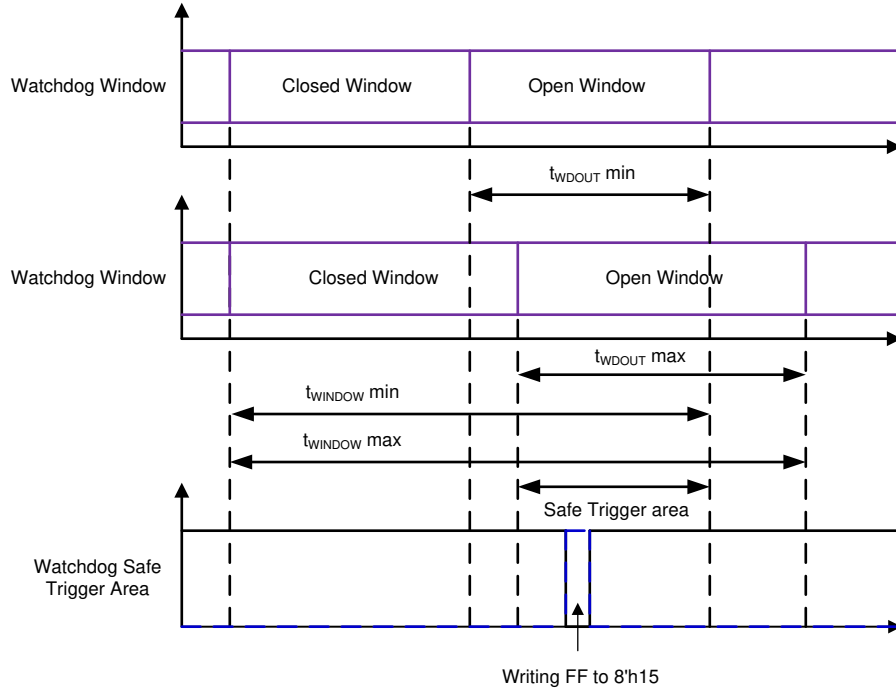 Watchdog Window
Closed Window
Open Window
tWDOUT min
Watchdog Window
Closed Window
Open Window
tWDOUT max
tWINDOW min
tWINDOW max
Safe Trigger area
Watchdog Safe
Trigger Area
Writing FF to 8'h15